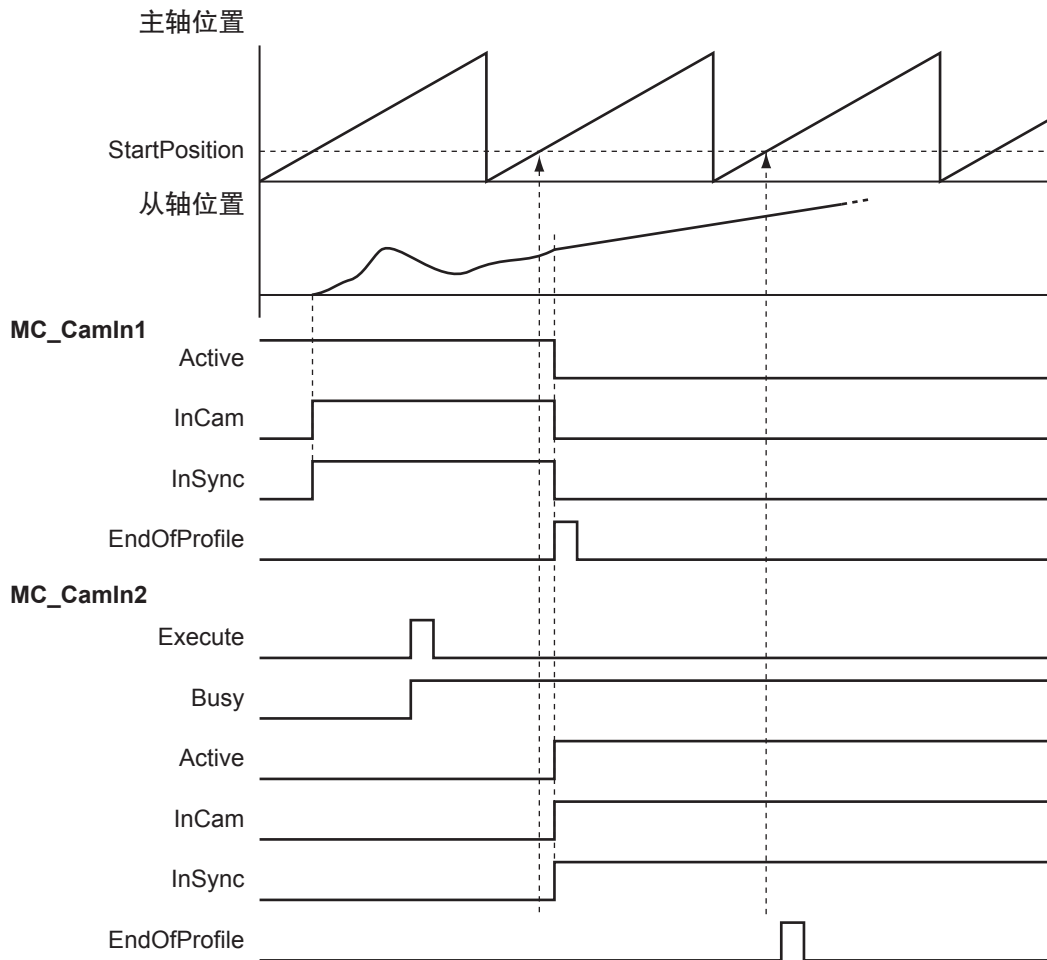 主轴位置
StartPosition
从轴位置
MC_CamIn1
Active
InCam
InSync
EndOfProfile
MC_CamIn2
Execute
Busy
Active
InCam
InSync
EndOfProfile